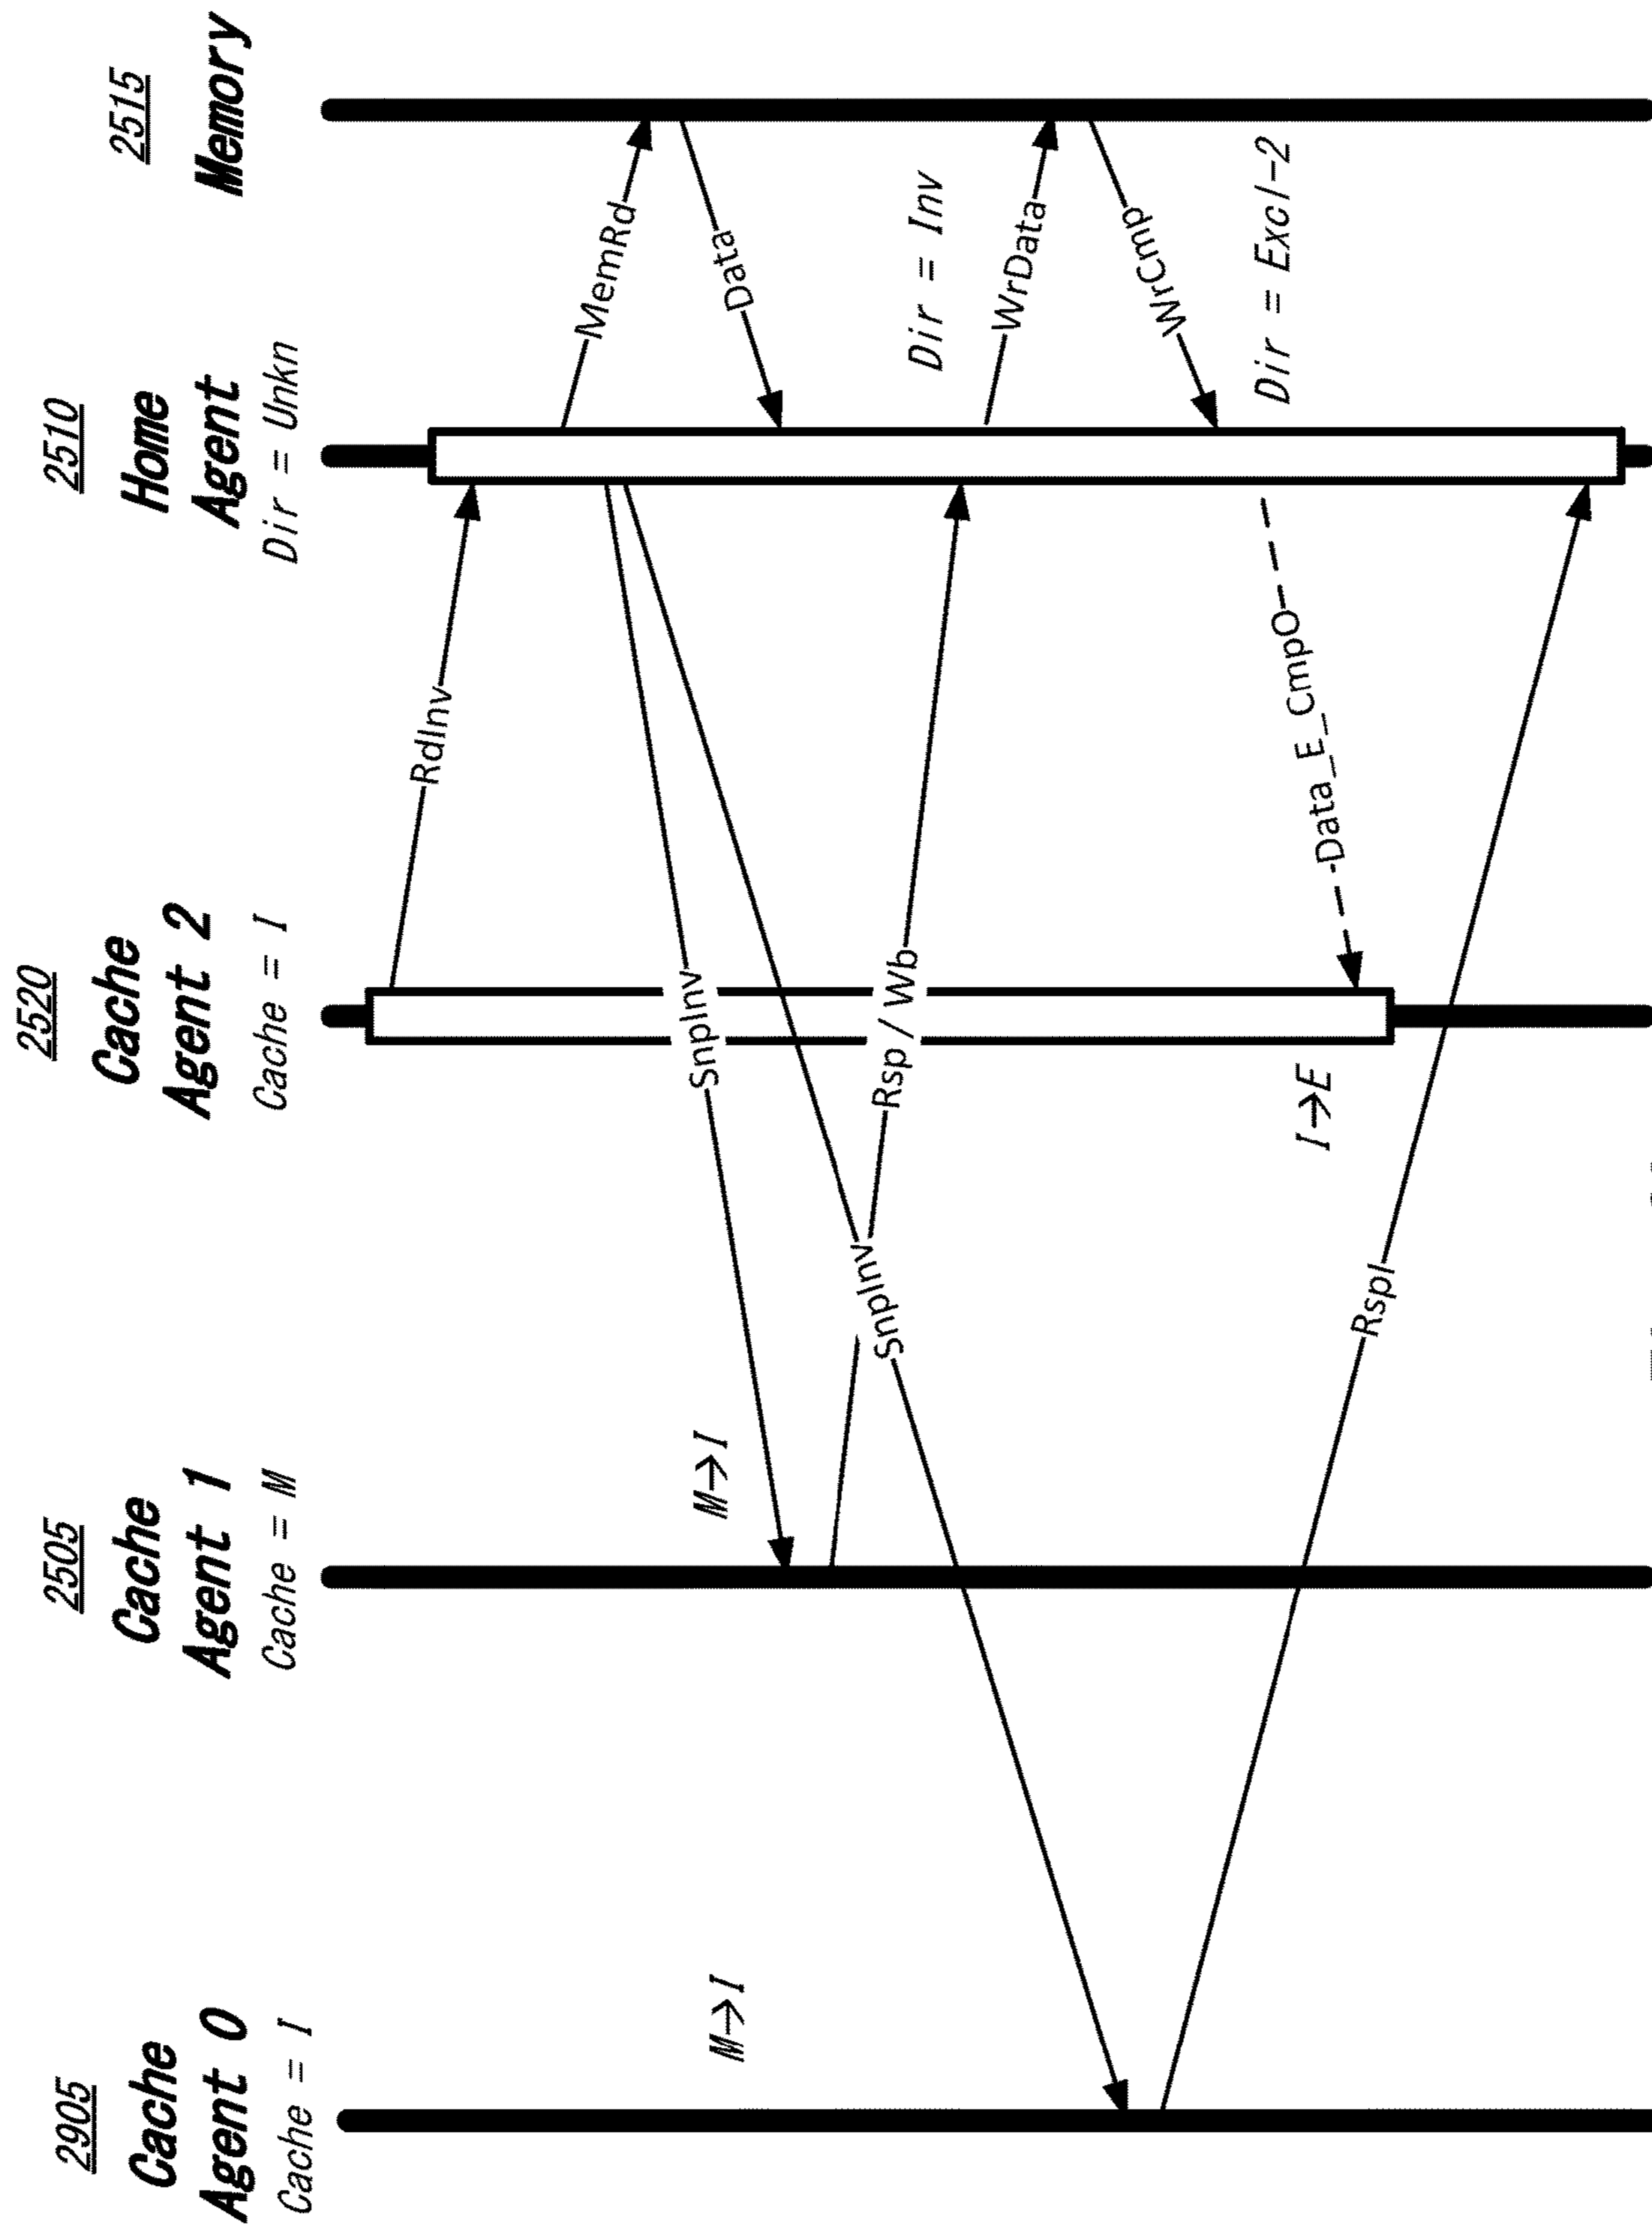 2905
Cache
Agent 0
Cache = I
2505
Cache
Agent 1
Cache = M
2520
Cache
Agent 2
Cache = I
2510
Home
Agent
Dir = Unkn
2515
Memory
RdInv
MemRd
SnpInv
Data
M→I
M→I
SnpInv
Rsp / Wb
Dir = Inv
WrData
WrCmp
Dir = Excl-2
Data_E_CmpO
I→E
RspI